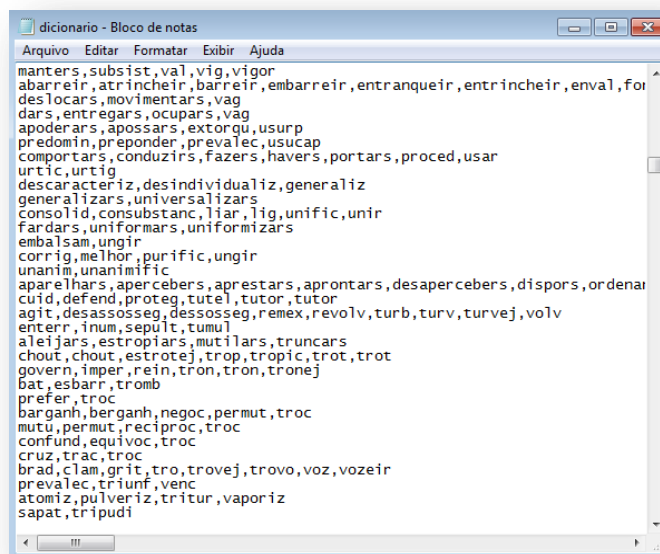 dicionario - Bloco de notas
Arquivo Editar Formatar Exibir Ajuda
manters,subsist,val,vig,vigor
abarreir,atrincheir,barreir,embarreir,entranqueir,entrincheir,enval,for
deslocars,movimentars,vag
dars,entregars,ocupars,vag
apoderars,apossars,extorqu,usurp
predomin,preponder,prevalec,usucap
comportars,conduzirs,fazers,havers,portars,proced,usar
urtic,urtig
descaracteriz,desindividualiz,generaliz
generalizars,universalizars
consolid,consubstanc,liar,lig,unific,unir
fardars,uniformars,uniformizars
embalsam,ungir
corrig,melhor,purific,ungir
unanim,unanimific
aparelhars,apercebers,aprestars,aprontars,desapercebers,dispors,ordenar
cuid,defend,proteg,tutel,tutor,tutor
agit,desassosseg,dessosseg,remex,revolv,turb,turv,turvej,volv
enterr,inum,sepult,tumul
aleijars,estropiars,mutilars,truncars
chout,chout,estrotej,trop,tropic,trot,trot
govern,imper,rein,tron,tron,tronej
bat,esbarr,tromb
prefer,troc
barganh,berganh,negoc,permut,troc
mutu,permut,reciproc,troc
confund,equivoc,troc
cruz,trac,troc
brad,clam,grit,tro,trovej,trovo,voz,vozeir
prevalec,triunf,venc
atomiz,pulveriz,tritur,vaporiz
sapat,tripudi